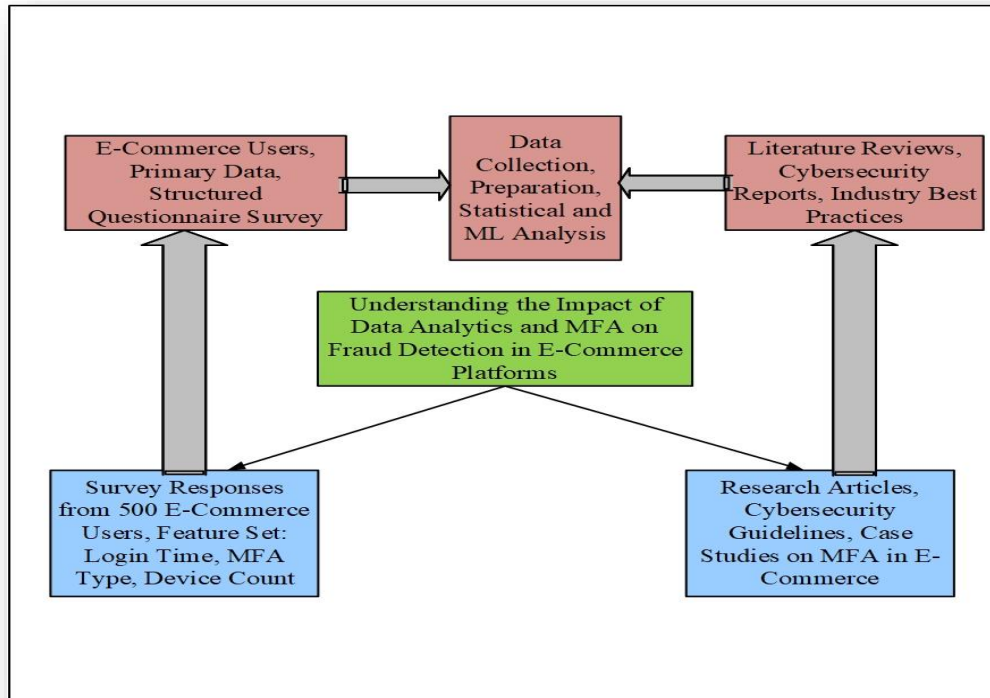 E-Commerce Users,
Primary Data,
Structured
Questionnaire Survey
Data
Collection,
Preparation,
Statistical and
ML Analysis
Literature Reviews,
Cybersecurity
Reports, Industry Best
Practices
Understanding the Impact of
Data Analytics and MFA on
Fraud Detection in E-Commerce
Platforms
Survey Responses
from 500 E-Commerce
Users, Feature Set:
Login Time, MFA
Type, Device Count
Research Articles,
Cybersecurity
Guidelines, Case
Studies on MFA in E-
Commerce